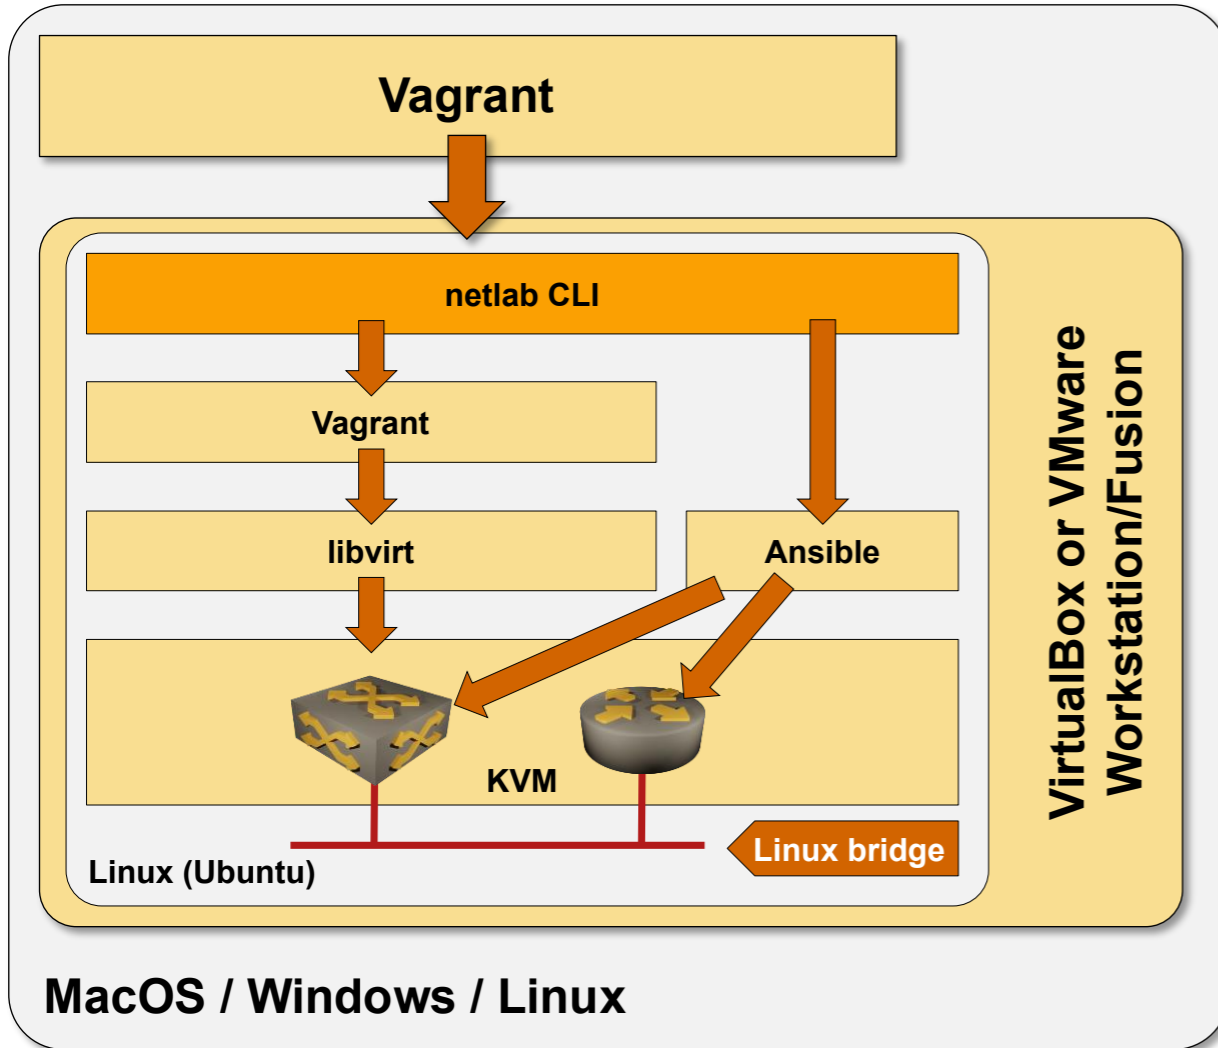 Vagrant
netlab CLI
Vagrant
libvirt
Ansible
KVM
Linux bridge
Linux (Ubuntu)
VirtualBox or VMware
Workstation/Fusion
MacOS / Windows / Linux